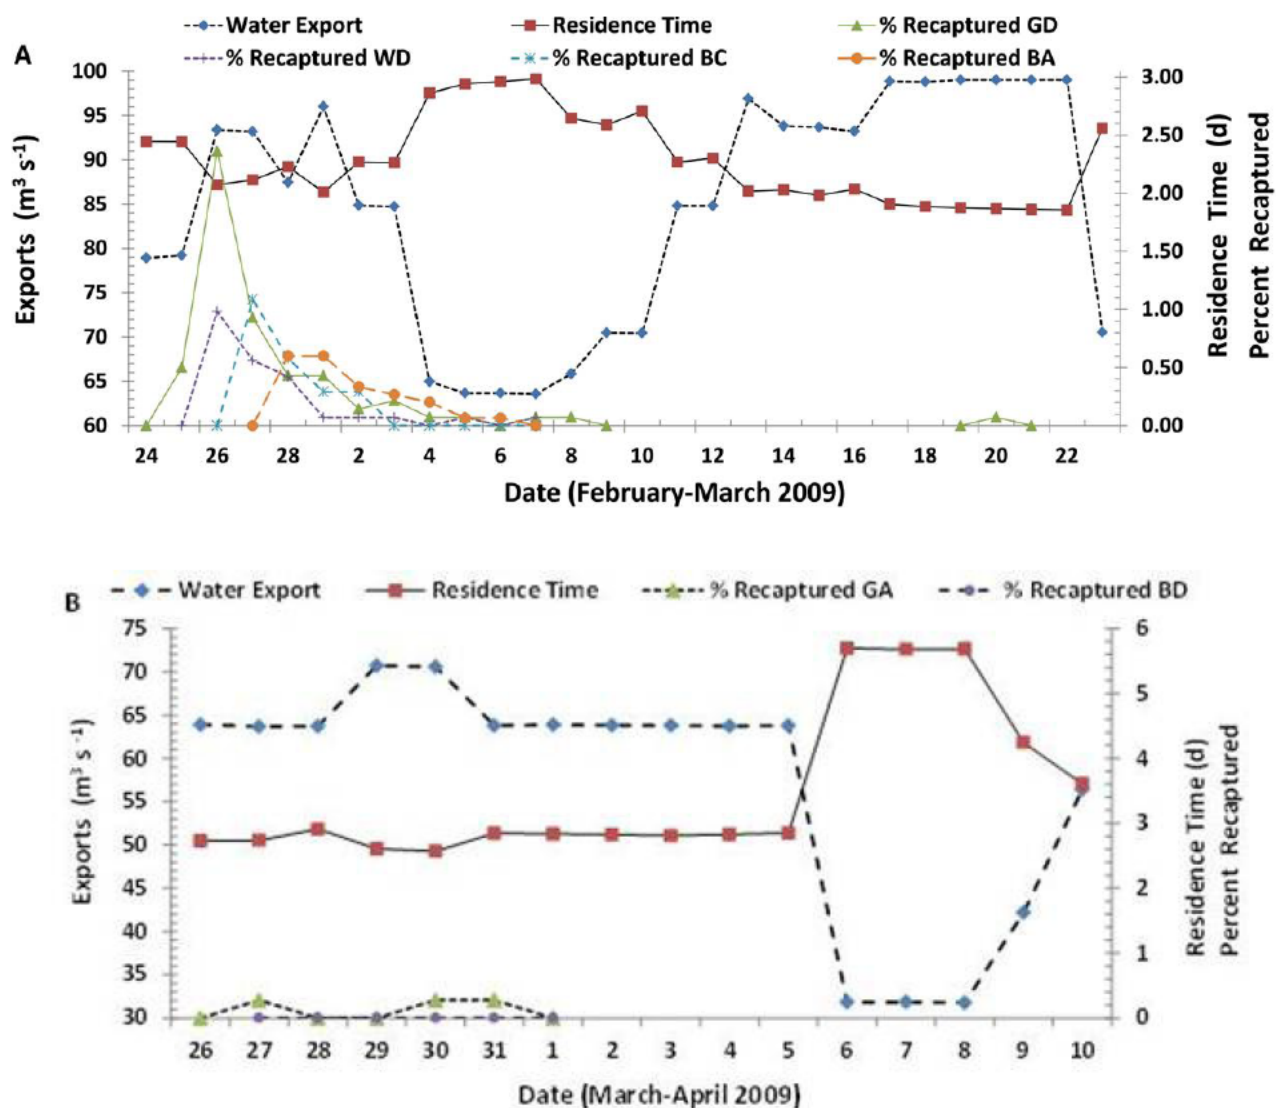 Water Export Residence Time % Recaptured GD
A % Recaptured WD % Recaptured BC % Recaptured BA
100 3.00
95 2.50
90 2.00
85 1.50
80 1.00
75 0.50
70 0.00
65
60
Exports (m³ s⁻¹)
Residence Time (d)
Percent Recaptured
24 26 28 2 4 6 8 10 12 14 16 18 20 22
Date (February-March 2009)
B Water Export Residence Time % Recaptured GA % Recaptured BD
75 6
70 5
65 4
60 3
55 2
50 1
45 0
40
35
30
Exports (m³ s ⁻¹)
Residence Time (d)
Percent Recaptured
26 27 28 29 30 31 1 2 3 4 5 6 7 8 9 10
Date (March-April 2009)